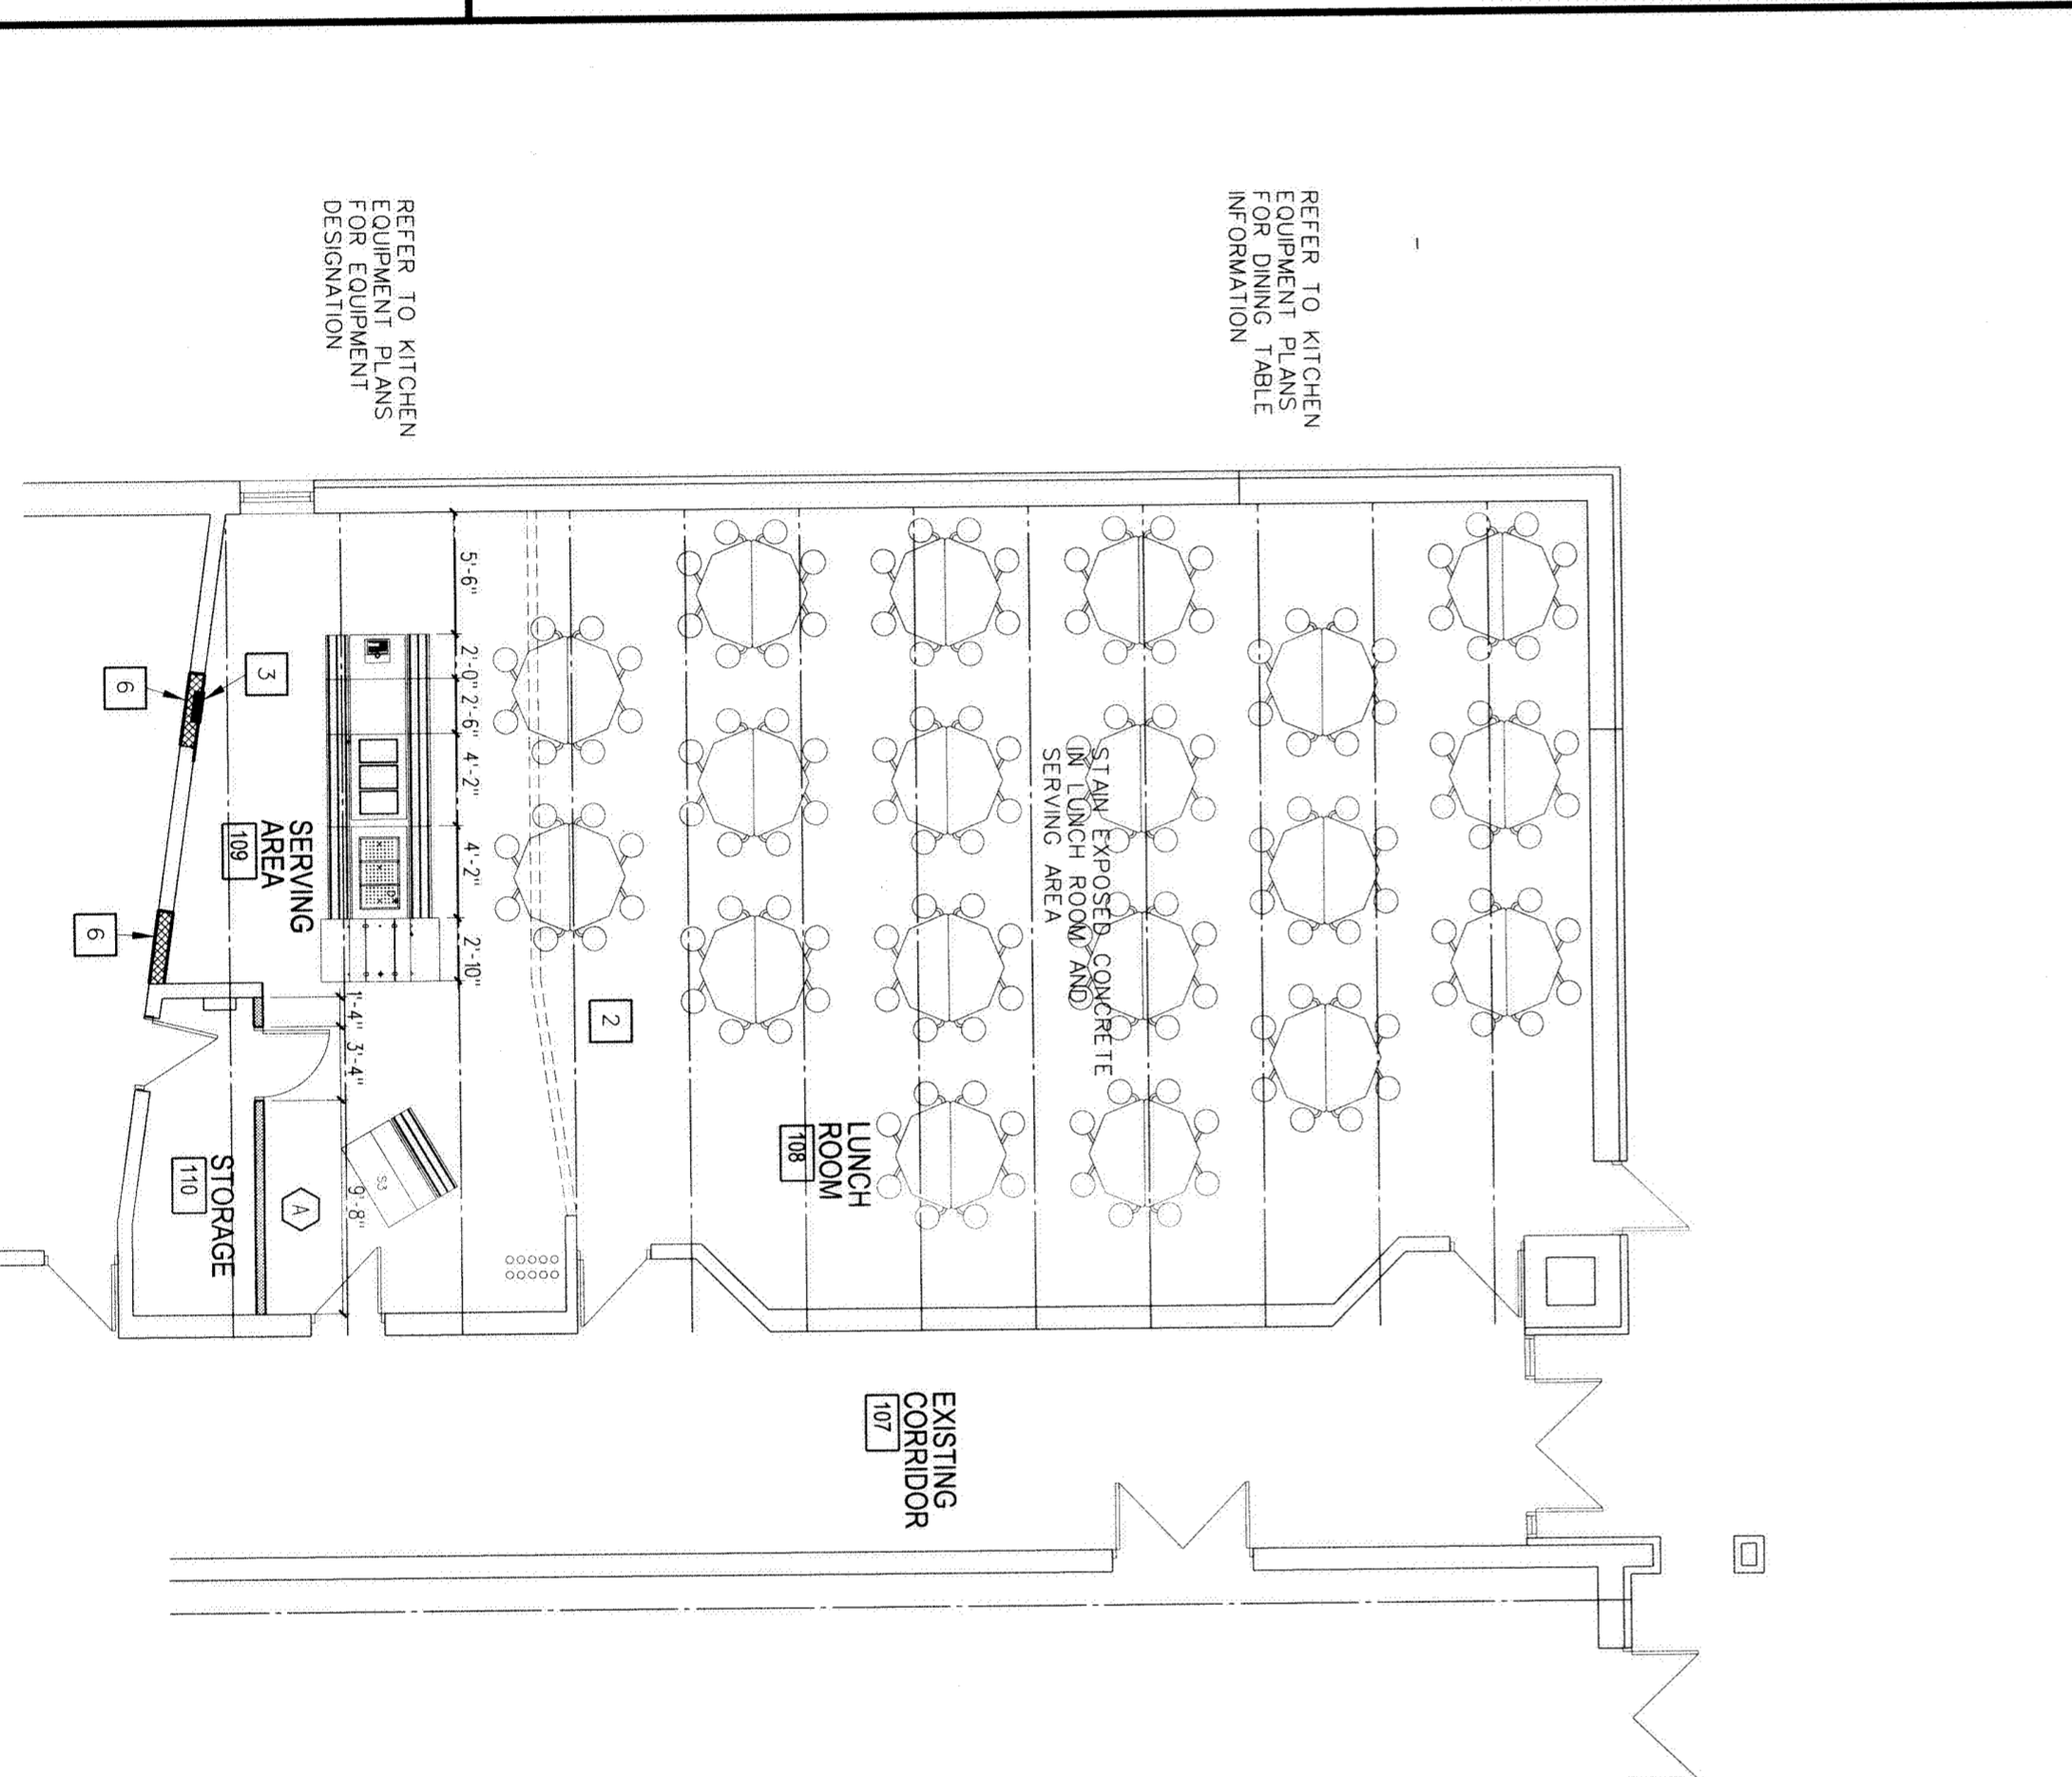 REFER TO KITCHEN
EQUIPMENT PLANS
FOR DINING TABLE
INFORMATION
REFER TO KITCHEN
EQUIPMENT PLANS
FOR EQUIPMENT
DESIGNATION
5'-6"
2'-0"
2'-6"
4'-2"
4'-2"
2'-10"
3
6
6
SERVING
AREA
109
STAIN EXPOSED CONCRETE
IN LUNCH ROOM AND
SERVING AREA
2
1'-4"
3'-4"
9'-8"
S3
A
LUNCH
ROOM
108
STORAGE
110
EXISTING
CORRIDOR
107